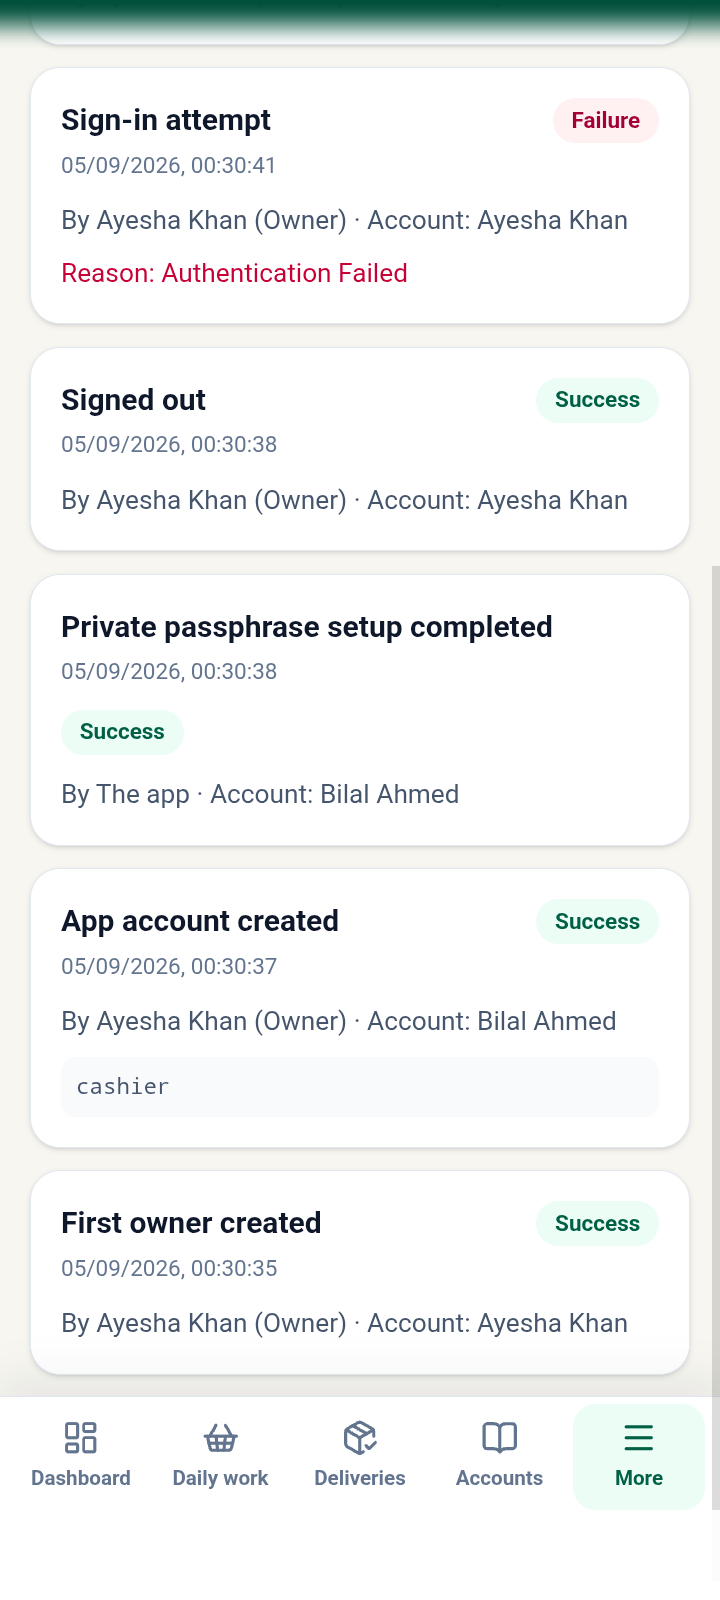 Sign-in attempt
Failure
05/09/2026, 00:30:41
By Ayesha Khan (Owner) · Account: Ayesha Khan
Reason: Authentication Failed
Signed out
Success
05/09/2026, 00:30:38
By Ayesha Khan (Owner) · Account: Ayesha Khan
Private passphrase setup completed
05/09/2026, 00:30:38
Success
By The app · Account: Bilal Ahmed
App account created
Success
05/09/2026, 00:30:37
By Ayesha Khan (Owner) · Account: Bilal Ahmed
cashier
First owner created
Success
05/09/2026, 00:30:35
By Ayesha Khan (Owner) · Account: Ayesha Khan
Dashboard
Daily work
Deliveries
Accounts
More